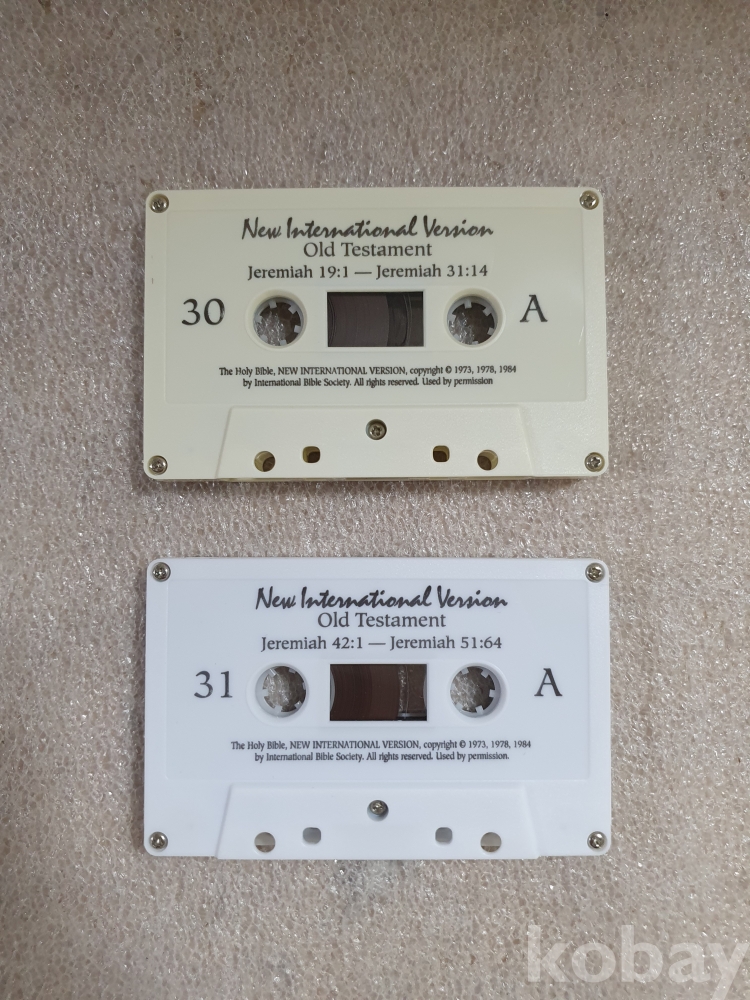 New International Version
Old Testament
Jeremiah 19:1 — Jeremiah 31:14
30 A
The Holy Bible, NEW INTERNATIONAL VERSION, copyright © 1973, 1978, 1984
by International Bible Society. All rights reserved. Used by permission
New International Version
Old Testament
Jeremiah 42:1 — Jeremiah 51:64
31 A
The Holy Bible, NEW INTERNATIONAL VERSION, copyright © 1973, 1978, 1984
by International Bible Society. All rights reserved. Used by permission.
kobay